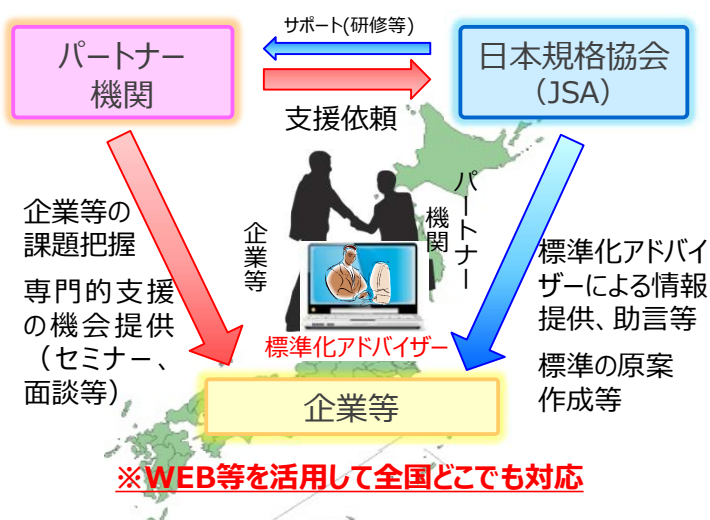 サポート(研修等)
パートナー
機関
日本規格協会
（JSA）
支援依頼
企業等の
課題把握
専門的支援
の機会提供
（セミナー、
面談等）
企業等
パートナー
機関
標準化アドバイザー
標準化アドバイ
ザーによる情報
提供、助言等
標準の原案
作成等
企業等
※WEB等を活用して全国どこでも対応